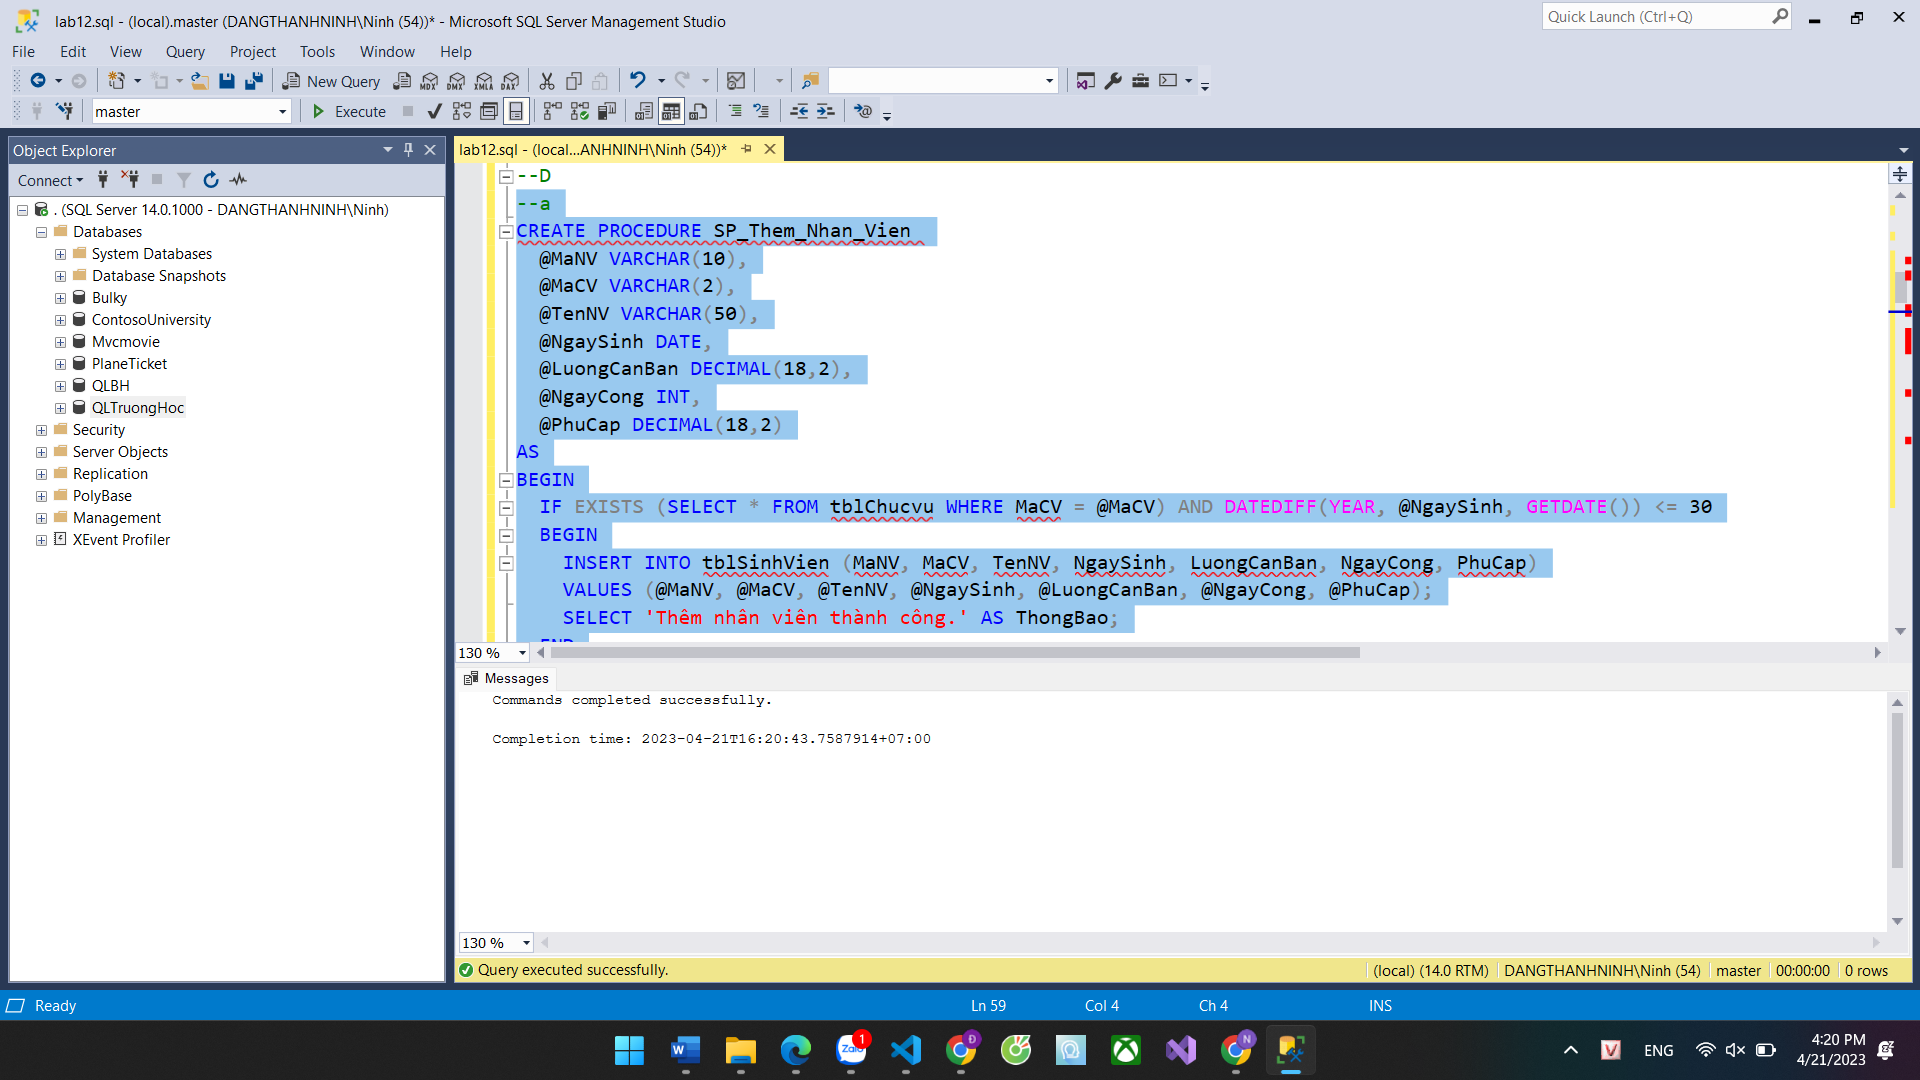 lab12.sql - (local).master (DANGTHANHNINH\Ninh (54))* - Microsoft SQL Server Management Studio
Quick Launch (Ctrl+Q)
File Edit View Query Project Tools Window Help
New Query
MDX DMX XMLA DAX
master
Execute
Object Explorer
Connect
. (SQL Server 14.0.1000 - DANGTHANHNINH\Ninh)
Databases
System Databases
Database Snapshots
Bulky
ContosoUniversity
Mvcmovie
PlaneTicket
QLBH
QLTruongHoc
Security
Server Objects
Replication
PolyBase
Management
XEvent Profiler
lab12.sql - (local...ANHNINH\Ninh (54))*
--D
--a
CREATE PROCEDURE SP_Them_Nhan_Vien
@MaNV VARCHAR(10),
@MaCV VARCHAR(2),
@TenNV VARCHAR(50),
@NgaySinh DATE,
@LuongCanBan DECIMAL(18,2),
@NgayCong INT,
@PhuCap DECIMAL(18,2)
AS
BEGIN
IF EXISTS (SELECT * FROM tblChucvu WHERE MaCV = @MaCV) AND DATEDIFF(YEAR, @NgaySinh, GETDATE()) <= 30
BEGIN
INSERT INTO tblSinhVien (MaNV, MaCV, TenNV, NgaySinh, LuongCanBan, NgayCong, PhuCap)
VALUES (@MaNV, @MaCV, @TenNV, @NgaySinh, @LuongCanBan, @NgayCong, @PhuCap);
SELECT 'Thêm nhân viên thành công.' AS ThongBao;
END
130 %
Messages
Commands completed successfully.
Completion time: 2023-04-21T16:20:43.7587914+07:00
130 %
Query executed successfully.
(local) (14.0 RTM) DANGTHANHNINH\Ninh (54) master 00:00:00 0 rows
Ready
Ln 59 Col 4 Ch 4 INS
Zalo 1
Đ
N
ENG
4:20 PM
4/21/2023